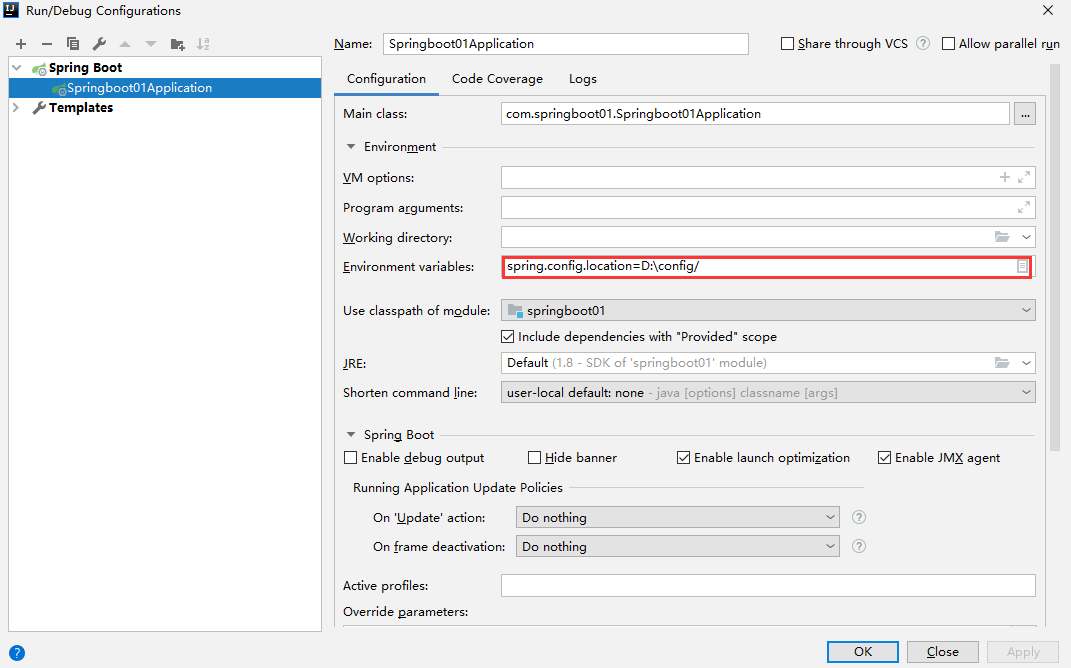 Run/Debug Configurations
Spring Boot
Springboot01Application
Templates
Name: Springboot01Application Share through VCS ? Allow parallel run
Configuration Code Coverage Logs
Main class: com.springboot01.Springboot01Application ...
Environment
VM options:
Program arguments:
Working directory:
Environment variables: spring.config.location=D:\config/
Use classpath of module: springboot01
Include dependencies with "Provided" scope
JRE: Default (1.8 - SDK of 'springboot01' module)
Shorten command line: user-local default: none - java [options] classname [args]
Spring Boot
Enable debug output Hide banner Enable launch optimization Enable JMX agent
Running Application Update Policies
On 'Update' action: Do nothing ?
On frame deactivation: Do nothing ?
Active profiles:
Override parameters:
? OK Close Apply